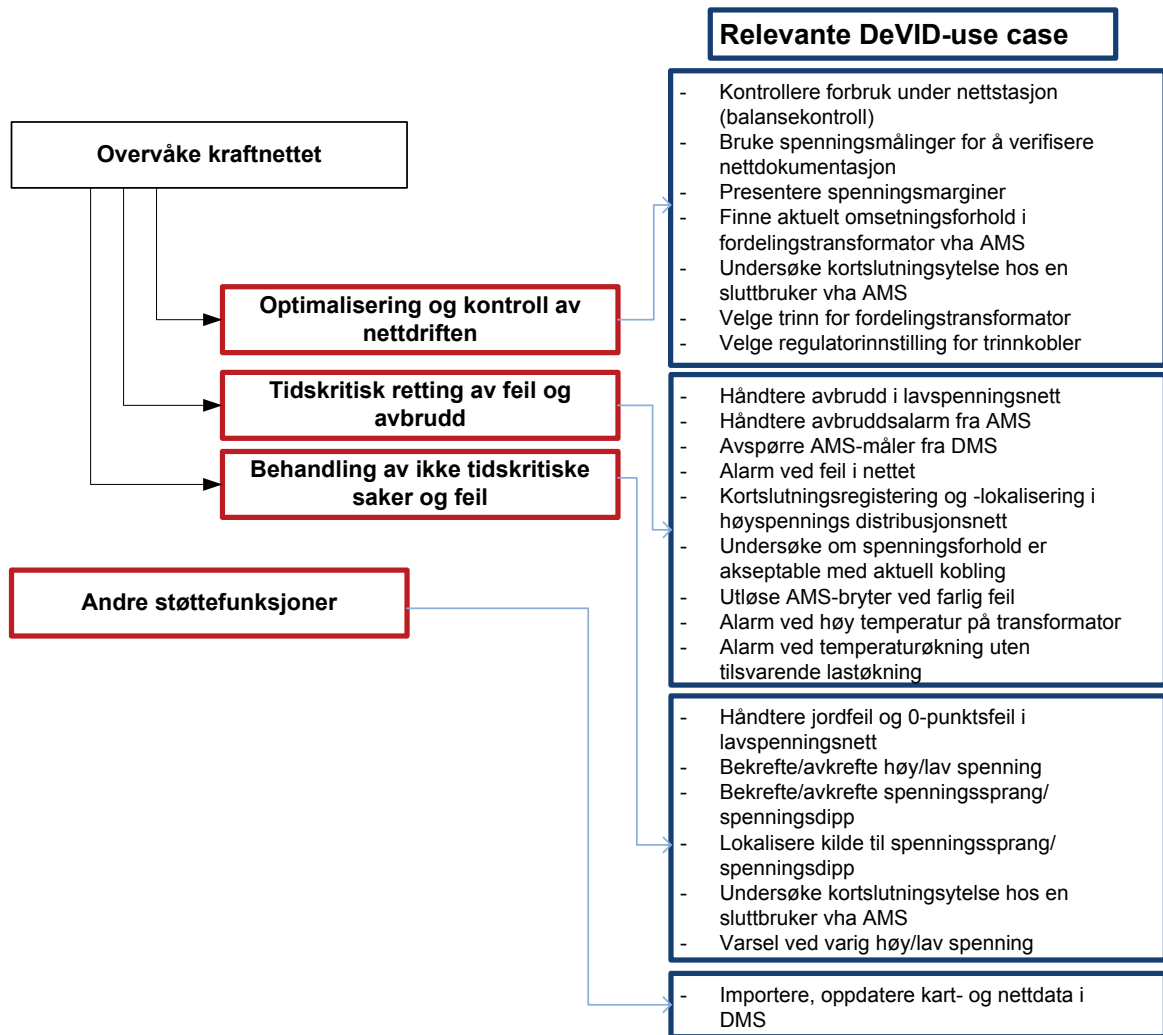 Relevante DeVID-use case
Overvåke kraftnettet
Optimalisering og kontroll av
nettdriften
Tidskritisk retting av feil og
avbrudd
Behandling av ikke tidskritiske
saker og feil
Andre støttefunksjoner
- Kontrollere forbruk under nettstasjon
(balansekontroll)
- Bruke spenningsmålinger for å verifisere
nettdokumentasjon
- Presentere spenningsmarginer
- Finne aktuelt omsetningsforhold i
fordelingstransformator vha AMS
- Undersøke kortslutningsytelse hos en
sluttbruker vha AMS
- Velge trinn for fordelingstransformator
- Velge regulatorinnstilling for trinnkobler
- Håndtere avbrudd i lavspenningsnett
- Håndtere avbruddsalarm fra AMS
- Avspørre AMS-måler fra DMS
- Alarm ved feil i nettet
- Kortslutningsregistering og -lokalisering i
høyspennings distribusjonsnett
- Undersøke om spenningsforhold er
akseptable med aktuell kobling
- Utløse AMS-bryter ved farlig feil
- Alarm ved høy temperatur på transformator
- Alarm ved temperaturøkning uten
tilsvarende lastøkning
- Håndtere jordfeil og 0-punktsfeil i
lavspenningsnett
- Bekrefte/avkrefte høy/lav spenning
- Bekrefte/avkrefte spenningssprang/
spenningsdipp
- Lokalisere kilde til spenningssprang/
spenningsdipp
- Undersøke kortslutningsytelse hos en
sluttbruker vha AMS
- Varsel ved varig høy/lav spenning
- Importere, oppdatere kart- og nettdata i
DMS